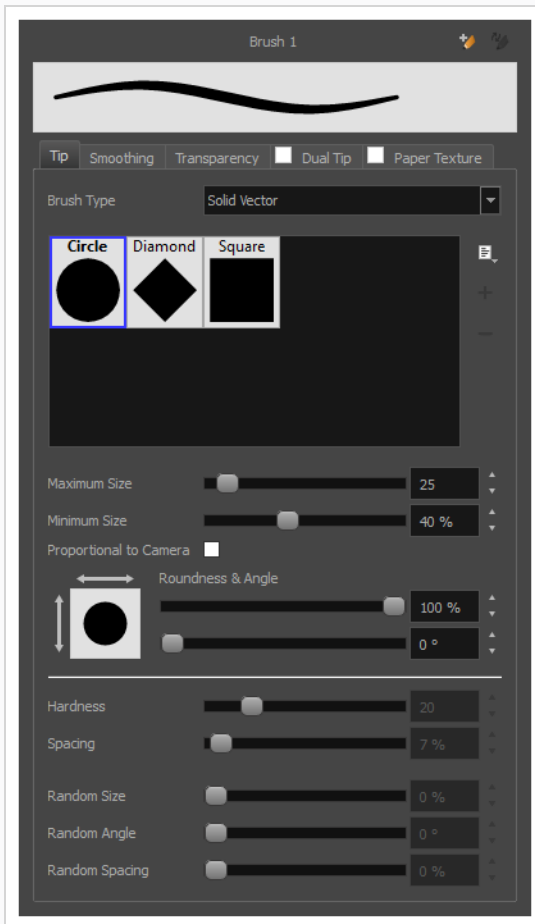 Brush 1
Tip Smoothing Transparency Dual Tip Paper Texture
Brush Type Solid Vector
Circle Diamond Square
Maximum Size 25
Minimum Size 40 %
Proportional to Camera
Roundness & Angle
100 %
0 °
Hardness 20
Spacing 7 %
Random Size 0 %
Random Angle 0 °
Random Spacing 0 %